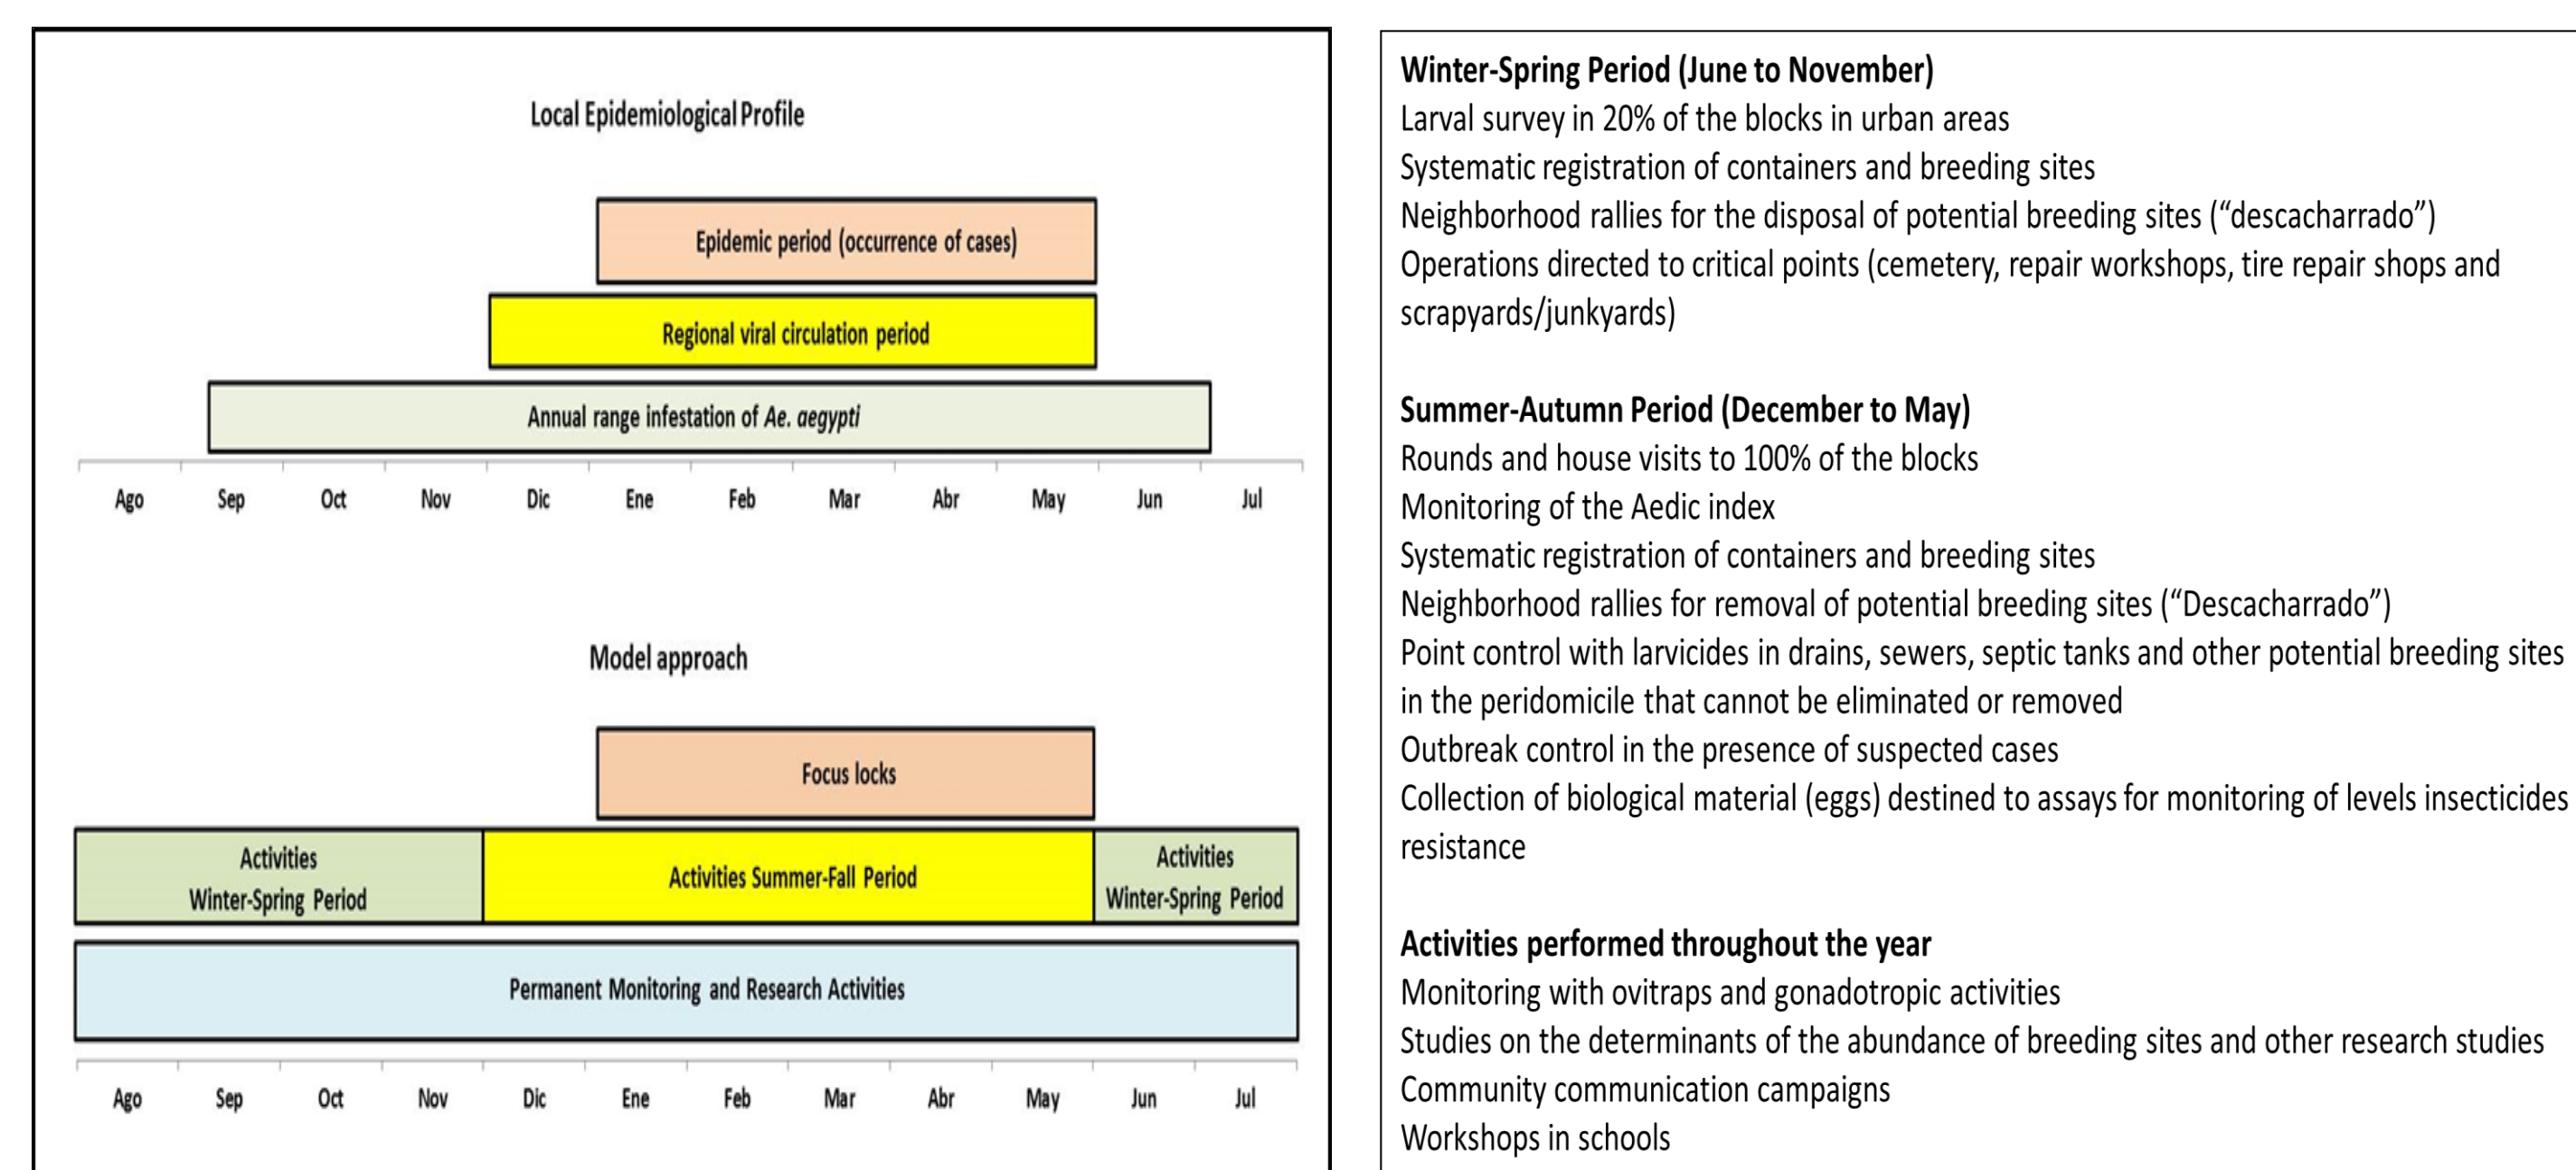 Local Epidemiological Profile
Epidemic period (occurrence of cases)
Regional viral circulation period
Annual range infestation of Ae. aegypti
Ago Sep Oct Nov Dic Ene Feb Mar Abr May Jun Jul
Model approach
Focus locks
Activities
Winter-Spring Period
Activities Summer-Fall Period
Activities
Winter-Spring Period
Permanent Monitoring and Research Activities
Ago Sep Oct Nov Dic Ene Feb Mar Abr May Jun Jul
Winter-Spring Period (June to November)
Larval survey in 20% of the blocks in urban areas
Systematic registration of containers and breeding sites
Neighborhood rallies for the disposal of potential breeding sites (“descacharrado”)
Operations directed to critical points (cemetery, repair workshops, tire repair shops and
scrapyards/junkyards)
Summer-Autumn Period (December to May)
Rounds and house visits to 100% of the blocks
Monitoring of the Aedic index
Systematic registration of containers and breeding sites
Neighborhood rallies for removal of potential breeding sites (“Descacharrado”)
Point control with larvicides in drains, sewers, septic tanks and other potential breeding sites
in the peridomicile that cannot be eliminated or removed
Outbreak control in the presence of suspected cases
Collection of biological material (eggs) destined to assays for monitoring of levels insecticides
resistance
Activities performed throughout the year
Monitoring with ovitraps and gonadotropic activities
Studies on the determinants of the abundance of breeding sites and other research studies
Community communication campaigns
Workshops in schools